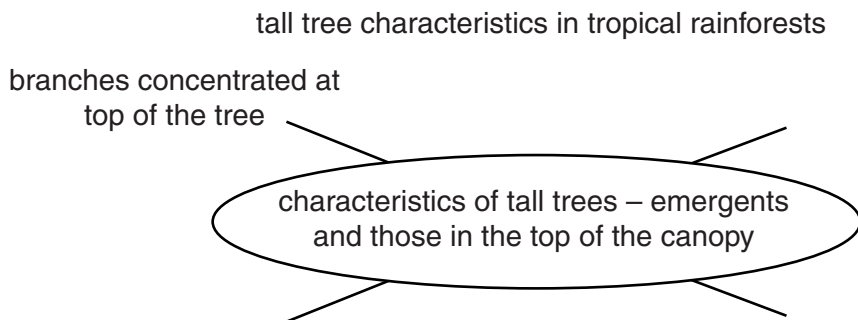 tall tree characteristics in tropical rainforests
branches concentrated at
top of the tree
characteristics of tall trees – emergents
and those in the top of the canopy